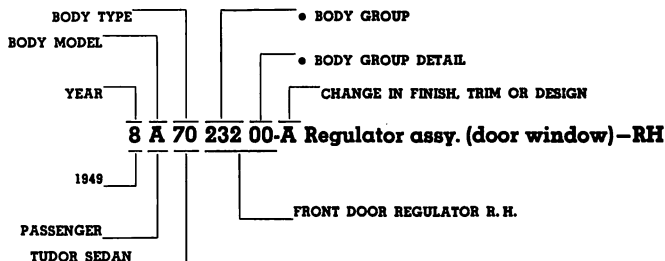 BODY TYPE
• BODY GROUP
BODY MODEL
• BODY GROUP DETAIL
YEAR
CHANGE IN FINISH, TRIM OR DESIGN
8 A 70 232 00-A Regulator assy. (door window)—RH
1949
FRONT DOOR REGULATOR R.H.
PASSENGER
TUDOR SEDAN